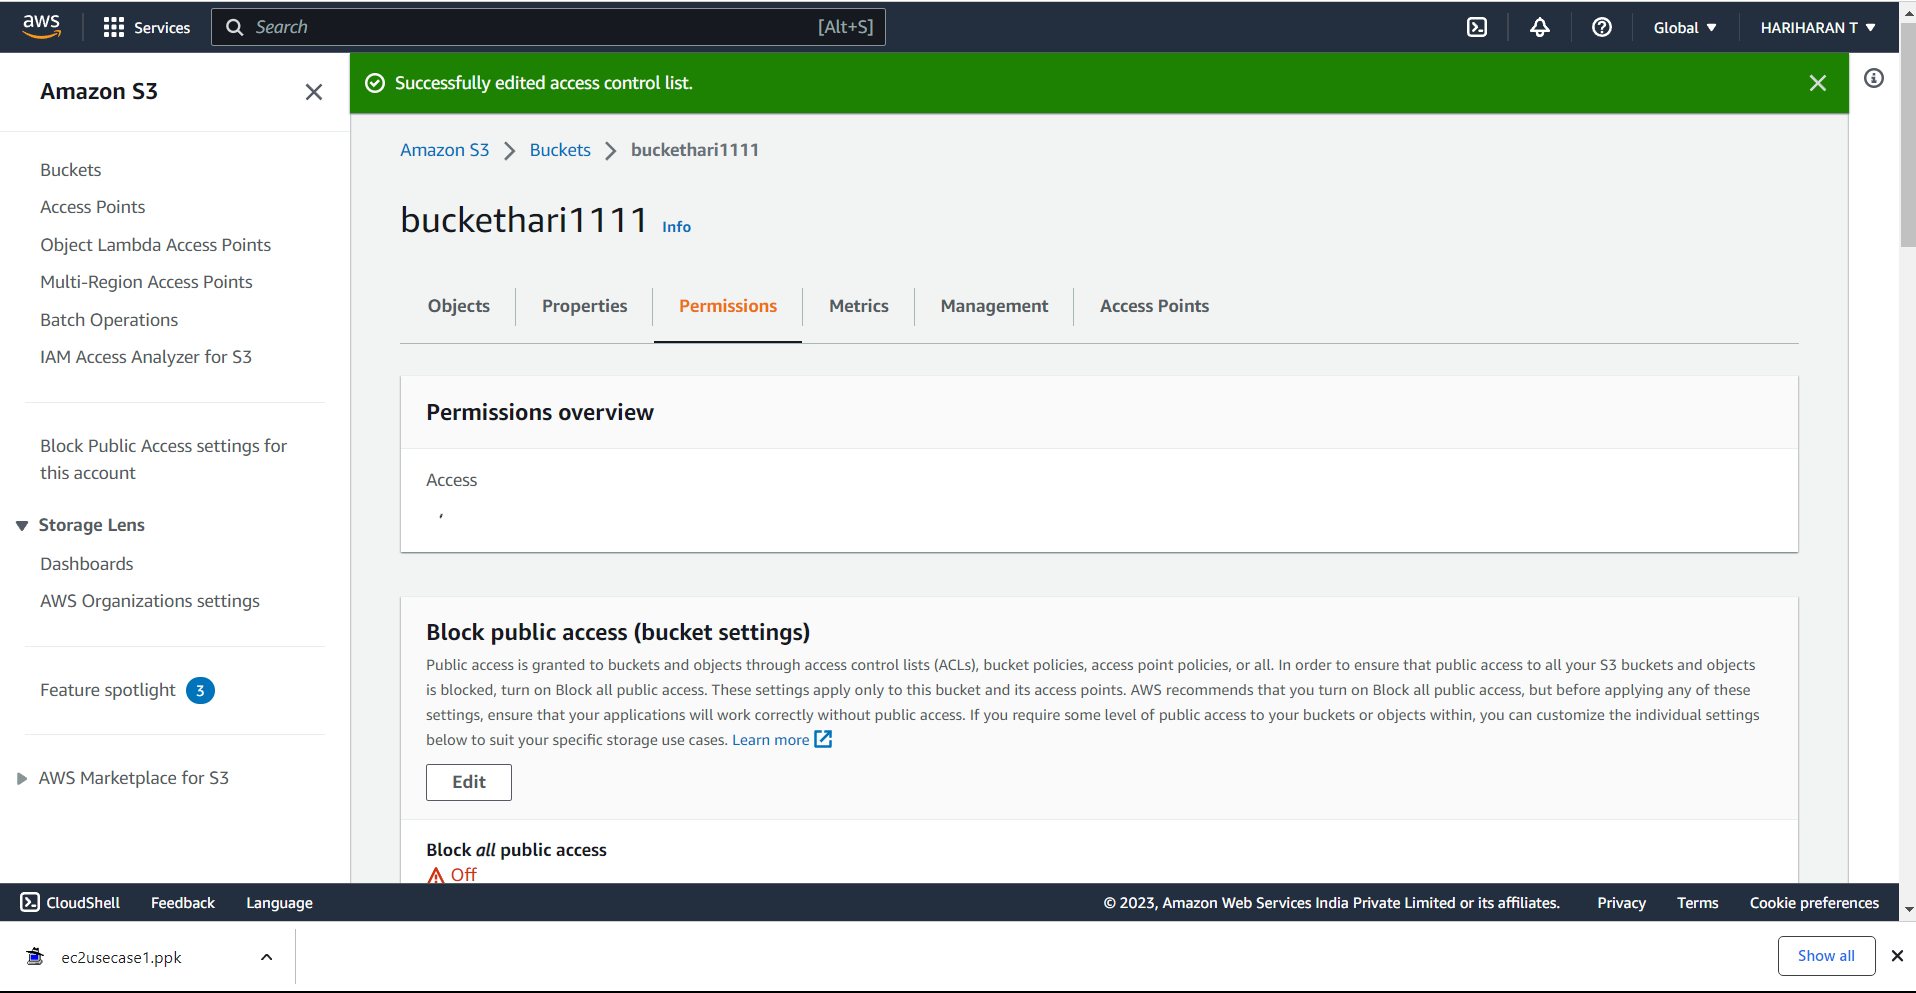 aws
Services
Search
[Alt+S]
Global
HARIHARAN T
Amazon S3
Successfully edited access control list.
Buckets
Access Points
Object Lambda Access Points
Multi-Region Access Points
Batch Operations
IAM Access Analyzer for S3
Block Public Access settings for
this account
Storage Lens
Dashboards
AWS Organizations settings
Feature spotlight 3
AWS Marketplace for S3
Amazon S3 > Buckets > buckethari1111
buckethari1111 Info
Objects
Properties
Permissions
Metrics
Management
Access Points
Permissions overview
Access
Block public access (bucket settings)
Public access is granted to buckets and objects through access control lists (ACLs), bucket policies, access point policies, or all. In order to ensure that public access to all your S3 buckets and objects
is blocked, turn on Block all public access. These settings apply only to this bucket and its access points. AWS recommends that you turn on Block all public access, but before applying any of these
settings, ensure that your applications will work correctly without public access. If you require some level of public access to your buckets or objects within, you can customize the individual settings
below to suit your specific storage use cases. Learn more
Edit
Block all public access
Off
CloudShell
Feedback
Language
© 2023, Amazon Web Services India Private Limited or its affiliates.
Privacy
Terms
Cookie preferences
ec2usecase1.ppk
Show all